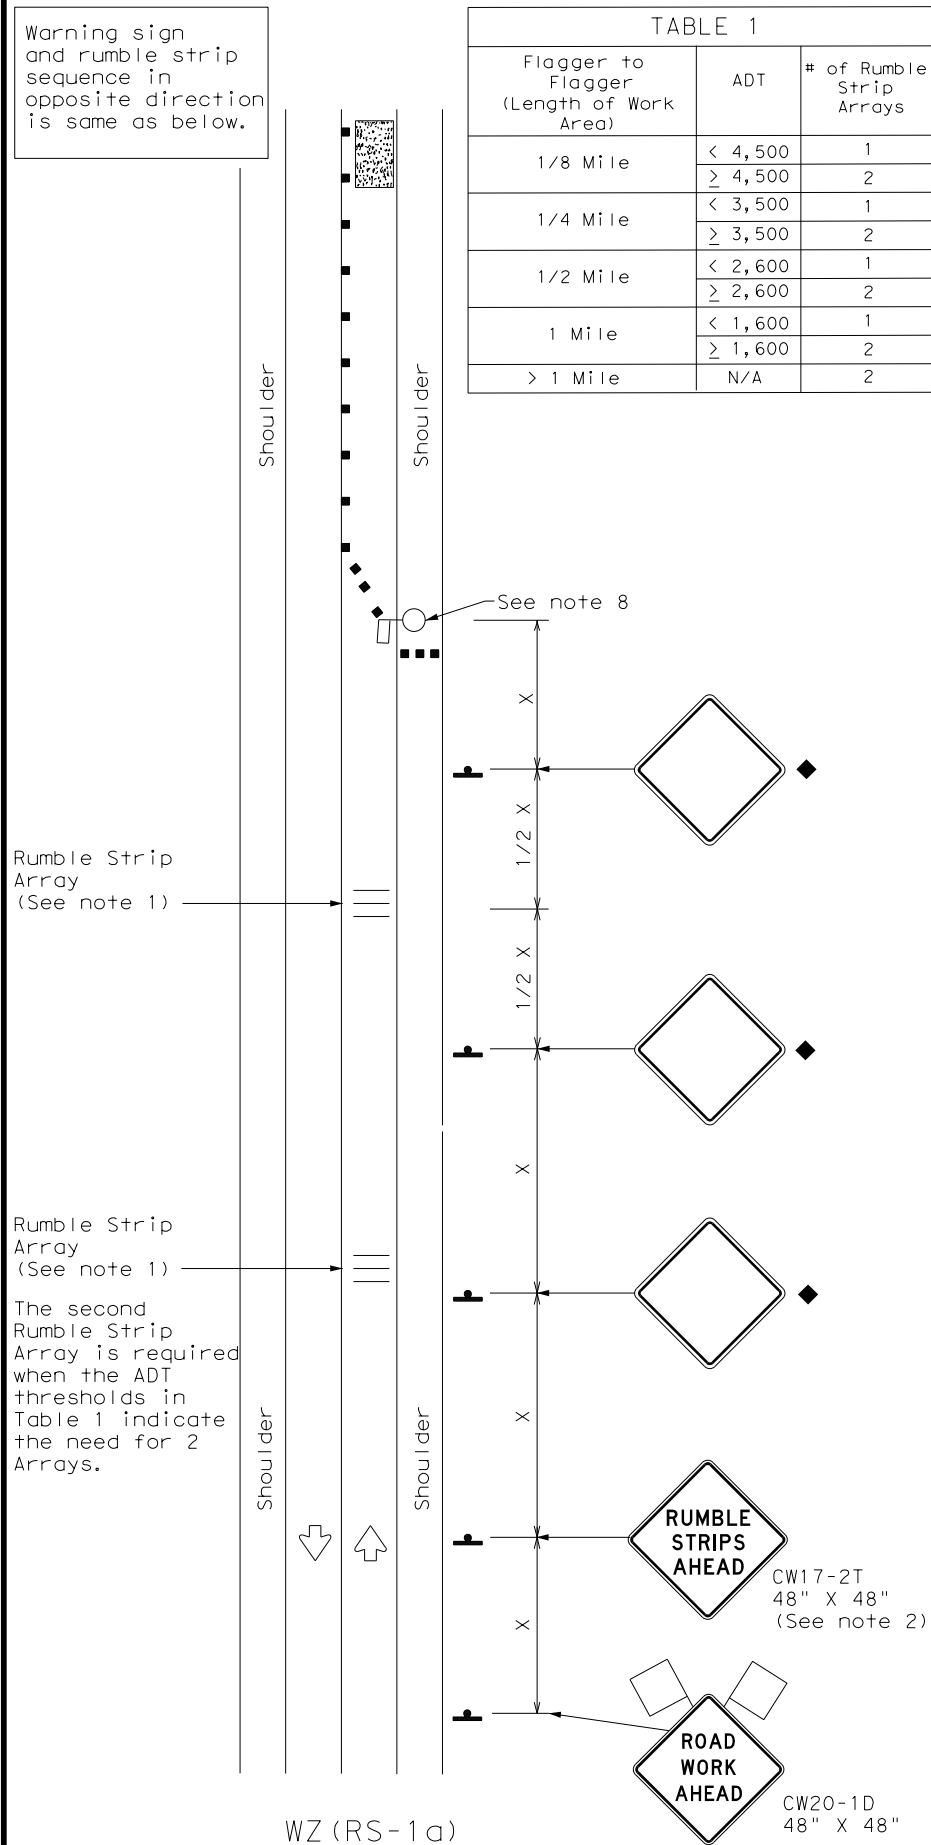 Warning sign
and rumble strip
sequence in
opposite direction
is same as below.
TABLE 1
Flagger to
Flagger
(Length of Work
Area)
ADT
# of Rumble
Strip
Arrays
1/8 Mile
< 4,500
1
≥ 4,500
2
1/4 Mile
< 3,500
1
≥ 3,500
2
1/2 Mile
< 2,600
1
≥ 2,600
2
1 Mile
< 1,600
1
≥ 1,600
2
> 1 Mile
N/A
2
Shoulder
Shoulder
See note 8
X
1/2 X
Rumble Strip
Array
(See note 1)
1/2 X
X
Rumble Strip
Array
(See note 1)
The second
Rumble Strip
Array is required
when the ADT
thresholds in
Table 1 indicate
the need for 2
Arrays.
Shoulder
Shoulder
X
RUMBLE
STRIPS
AHEAD
CW17-2T
48" X 48"
(See note 2)
X
ROAD
WORK
AHEAD
CW20-1D
48" X 48"
WZ(RS-1a)